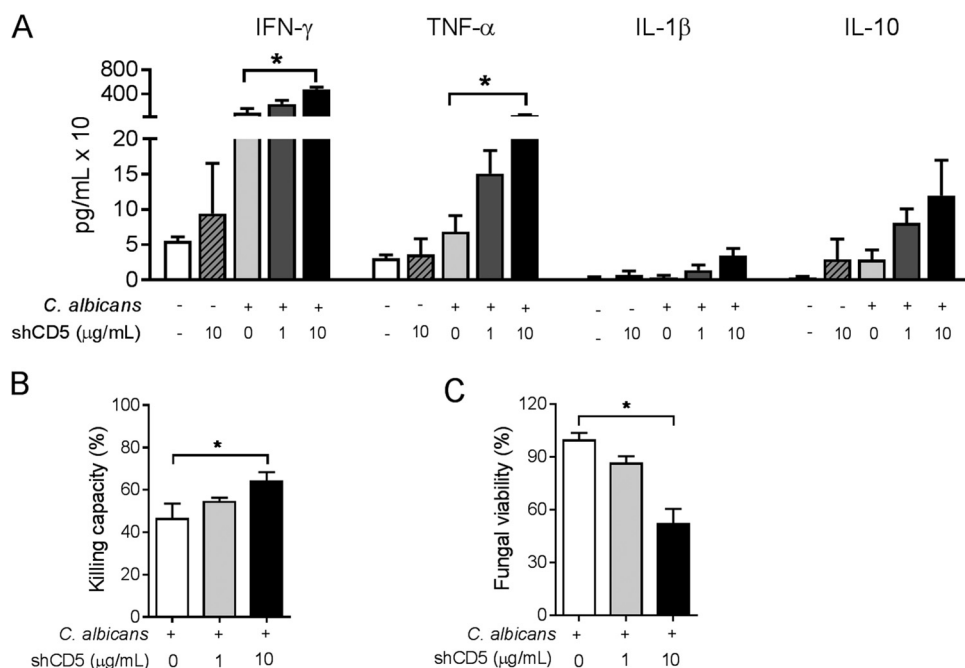 A
IFN-γ TNF-α IL-1β IL-10
* *
800
400
20
15
10
5
0
pg/mL x 10
C. albicans - - + + + - - + + + - - + + + - - + + +
shCD5 (μg/mL) - 10 0 1 10 - 10 0 1 10 - 10 0 1 10 - 10 0 1 10
B
100
80
60
40
20
0
Killing capacity (%)
*
C. albicans + + +
shCD5 (μg/mL) 0 1 10
C
120
90
60
30
0
Fungal viability (%)
*
C. albicans + + +
shCD5 (μg/mL) 0 1 10